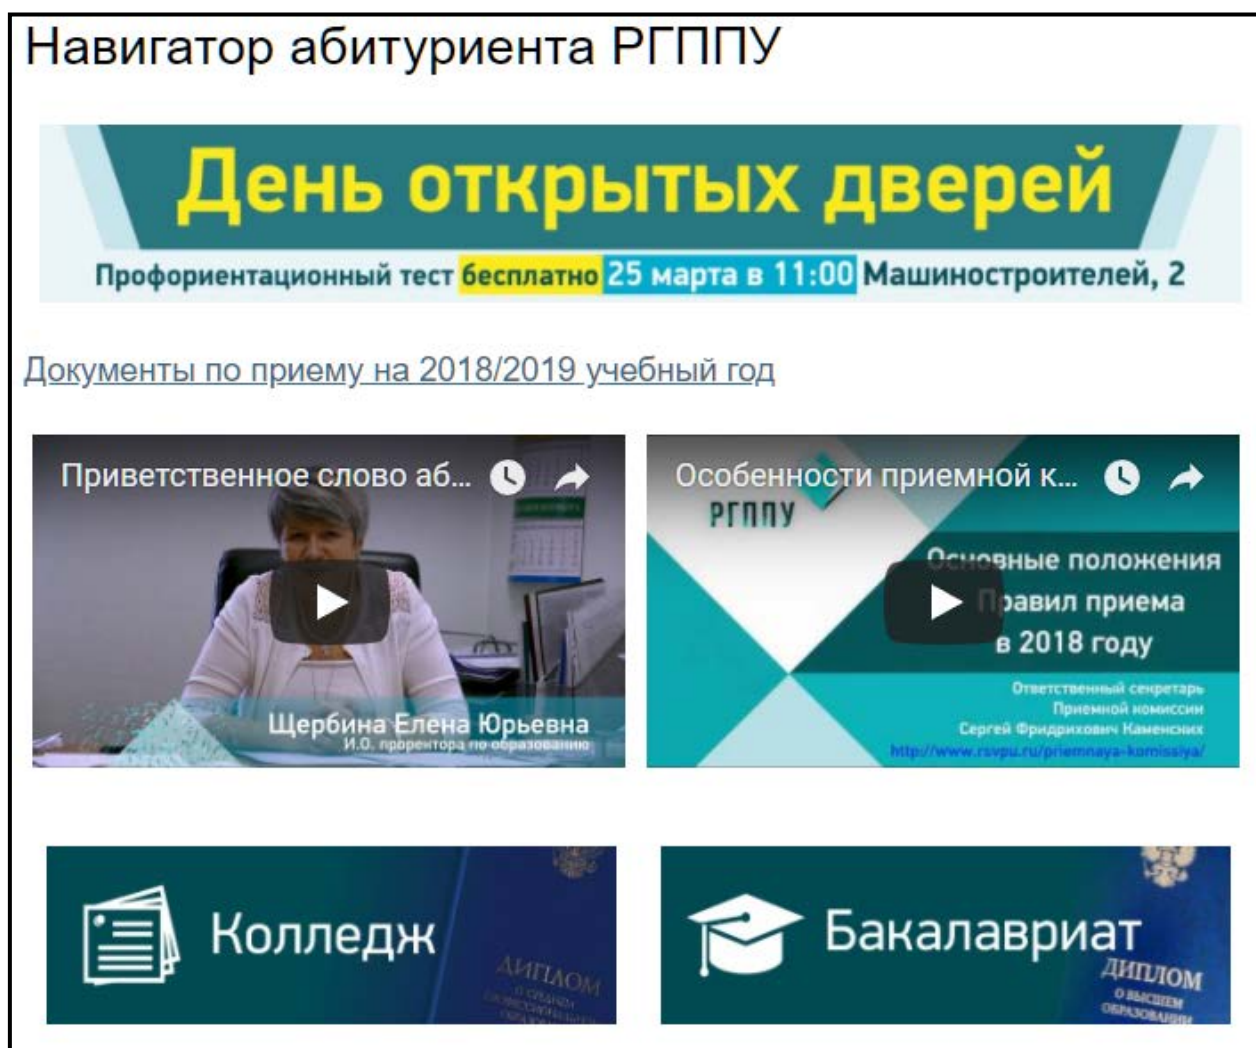 Навигатор абитуриента РГППУ
День открытых дверей
Профориентационный тест бесплатно 25 марта в 11:00 Машиностроителей, 2
Документы по приему на 2018/2019 учебный год
Приветственное слово аб...
Щербина Елена Юрьевна
И.О. проректора по образованию
Особенности приемной к...
РГППУ
Основные положения
Правил приема
в 2018 году
Ответственный секретарь
Приемной комиссии
Сергей Фридрихович Каменских
http://www.rsvpu.ru/priemnaya-komissiya/
Колледж
ДИПЛОМ
О СРЕДНЕМ
Бакалавриат
ДИПЛОМ
О ВЫСШЕМ
ОБРАЗОВАНИИ